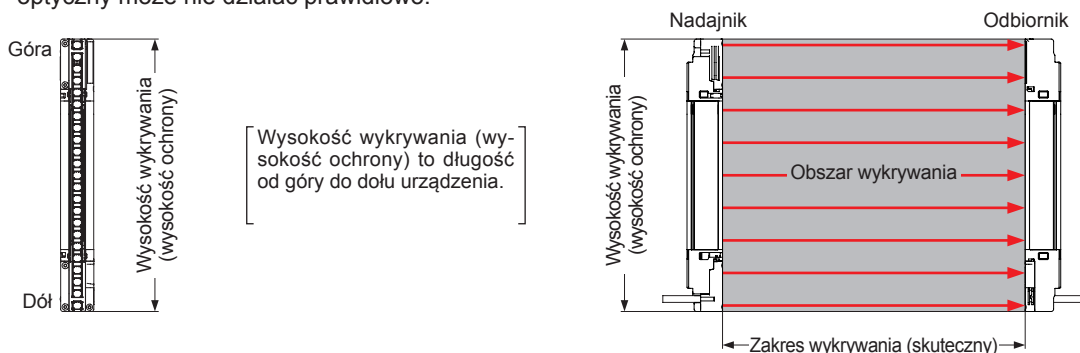 optyczny może nie działać prawidłowo.
Góra
Dół
Wysokość wykrywania
(wysokość ochrony)
Wysokość wykrywania (wy-
sokość ochrony) to długość
od góry do dołu urządzenia.
Nadajnik
Odbiornik
Wysokość wykrywania
(wysokość ochrony)
Obszar wykrywania
Zakres wykrywania (skuteczny)